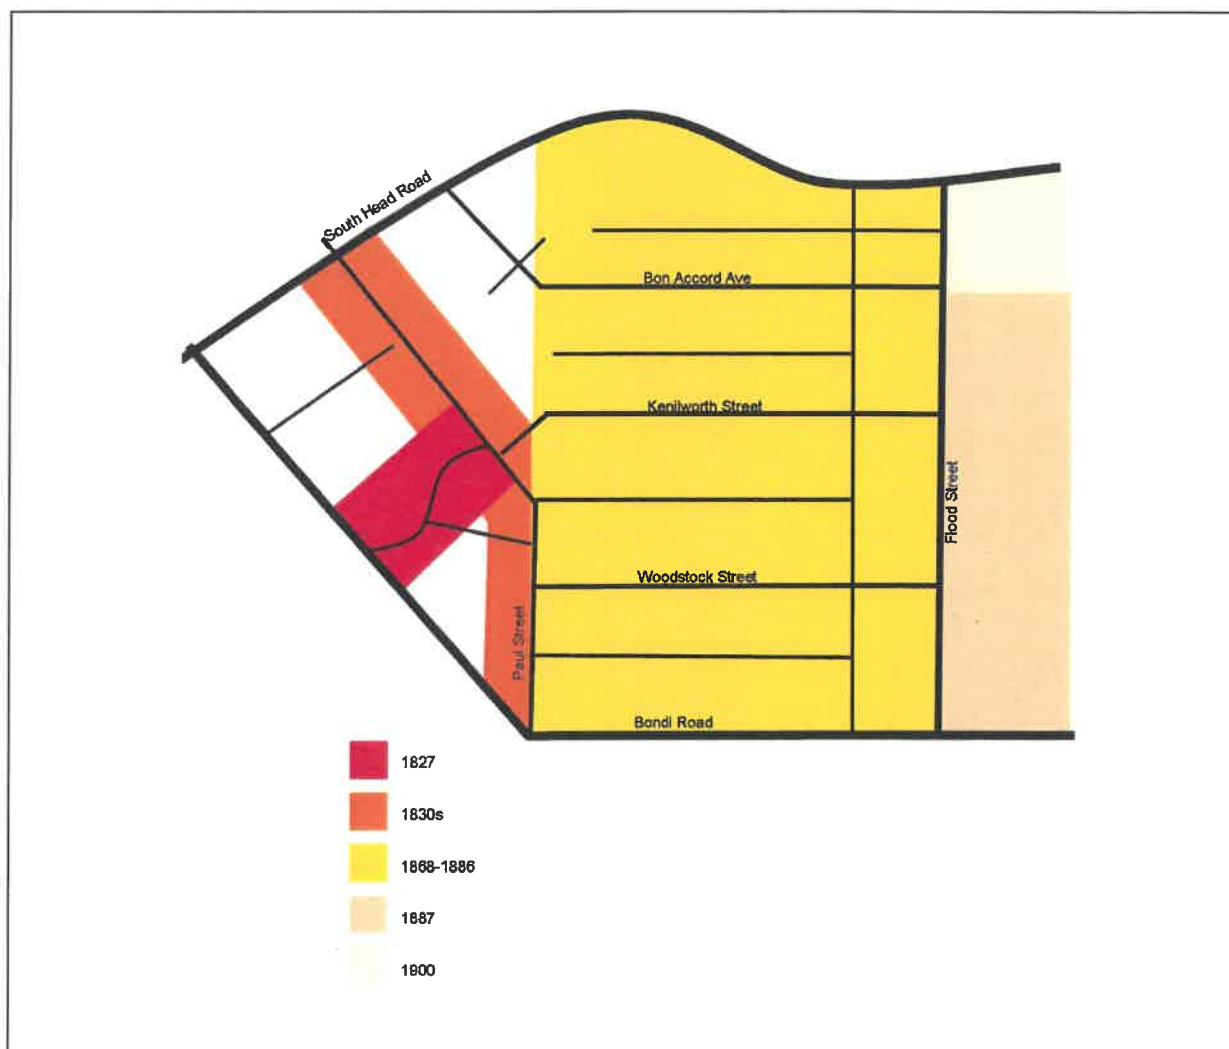 South Head Road
Bon Accord Ave
Kenilworth Street
Flood Street
Woodstock Street
Paul Street
Bondi Road
1827
1830s
1868-1886
1887
1900